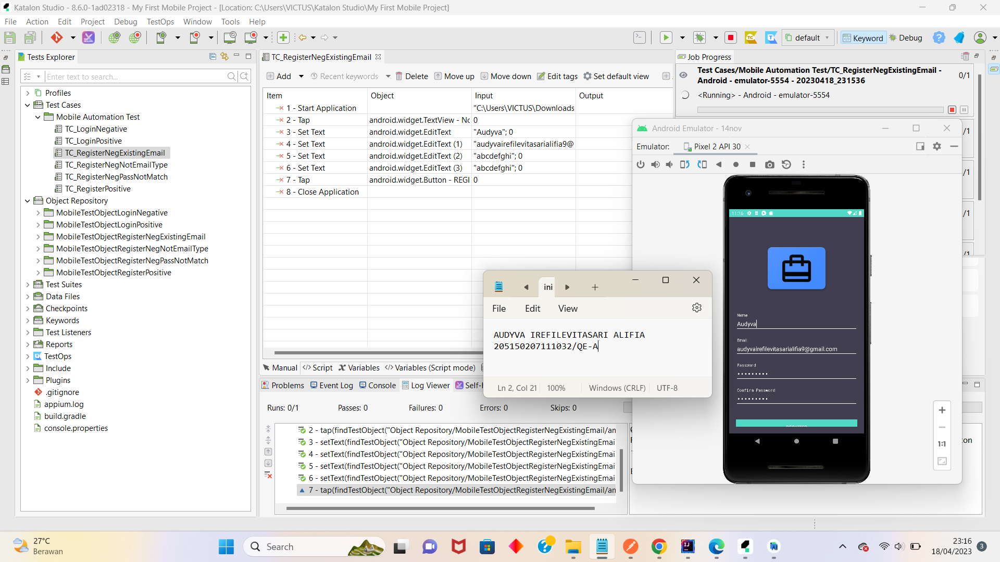 Katalon Studio - 8.6.0-1ad02318 - My First Mobile Project - [Location: C:\Users\VICTUS\Katalon Studio\My First Mobile Project]
File Action Edit Project Debug TestOps Window Tools Help
default Keyword Debug
Tests Explorer
Enter text to search...
Profiles
Test Cases
Mobile Automation Test
TC_LoginNegative
TC_LoginPositive
TC_RegisterNegExistingEmail
TC_RegisterNegNotEmailType
TC_RegisterNegPassNotMatch
TC_RegisterPositive
Object Repository
MobileTestObjectLoginNegative
MobileTestObjectLoginPositive
MobileTestObjectRegisterNegExistingEmail
MobileTestObjectRegisterNegNotEmailType
MobileTestObjectRegisterNegPassNotMatch
MobileTestObjectRegisterPositive
Test Suites
Data Files
Checkpoints
Keywords
Test Listeners
Reports
TestOps
Include
Plugins
.gitignore
appium.log
build.gradle
console.properties
TC_RegisterNegExistingEmail
Add Recent keywords Delete Move up Move down Edit tags Set default view
Item Object Input Output
1 - Start Application "C:\Users\VICTUS\Downloads
2 - Tap android.widget.TextView - Nc 0
3 - Set Text android.widget.EditText "Audyva"; 0
4 - Set Text android.widget.EditText (1) "audyvairefilevitasarialifia9@
5 - Set Text android.widget.EditText (2) "abcdefghi"; 0
6 - Set Text android.widget.EditText (3) "abcdefghi"; 0
7 - Tap android.widget.Button - REGI 0
8 - Close Application
Manual Script Variables Variables (Script mode)
Problems Event Log Console Log Viewer Self-h
Runs: 0/1 Passes: 0 Failures: 0 Errors: 0 Skips: 0
2 - tap(findTestObject("Object Repository/MobileTestObjectRegisterNegExistingEmail/an
3 - setText(findTestObject("Object Repository/MobileTestObjectRegisterNegExistingEmai
4 - setText(findTestObject("Object Repository/MobileTestObjectRegisterNegExistingEmai
5 - setText(findTestObject("Object Repository/MobileTestObjectRegisterNegExistingEmai
6 - setText(findTestObject("Object Repository/MobileTestObjectRegisterNegExistingEmai
7 - tap(findTestObject("Object Repository/MobileTestObjectRegisterNegExistingEmail/an
Job Progress
Test Cases/Mobile Automation Test/TC_RegisterNegExistingEmail - 0/1
Android - emulator-5554 - 20230418_231536
<Running> - Android - emulator-5554
/1
/1
/1
/1
Android Emulator - 14nov
Emulator: Pixel 2 API 30
11:16
Name
Audyva
Email
audyvairefilevitasarialifia9@gmail.com
Password
Confirm Password
1:1
ini
File Edit View
AUDYVA IREFILEVITASARI ALIFIA
205150207111032/QE-A
Ln 2, Col 21 100% Windows (CRLF) UTF-8
27°C
Berawan
Search
23:16
18/04/2023
3